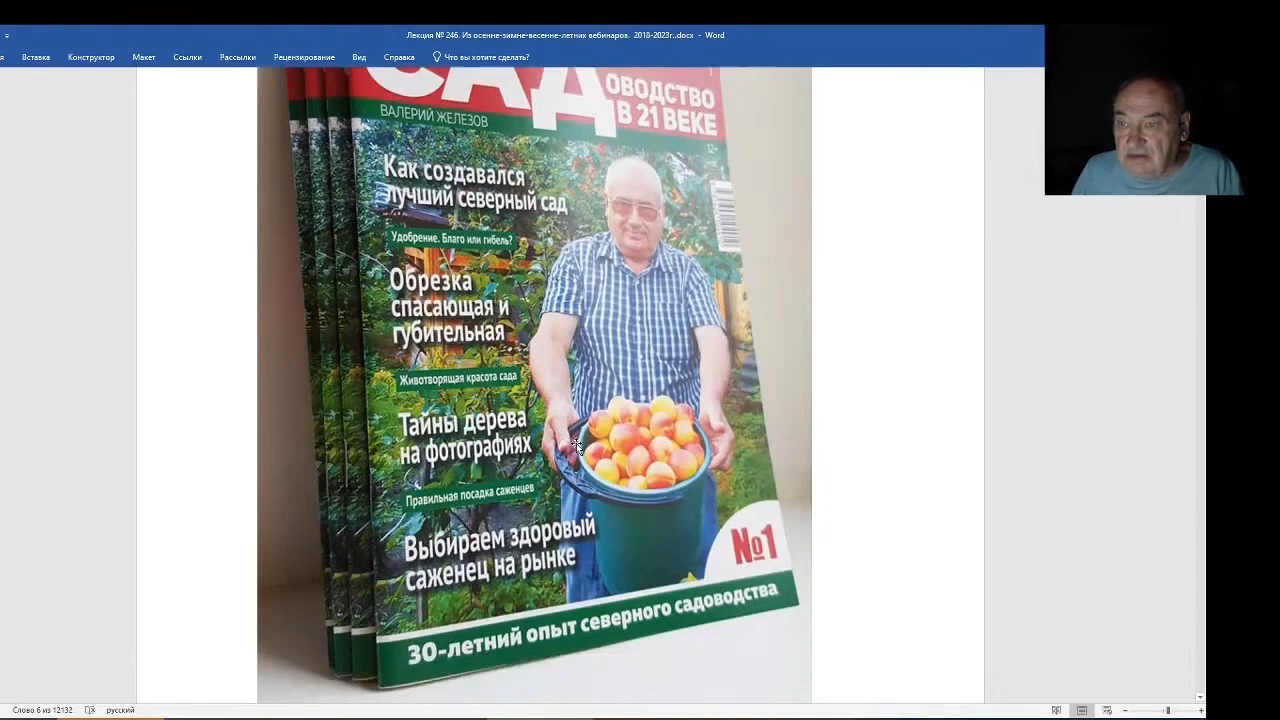 Лекция № 246. Из осенне-зимне-весенне-летних вебинаров. 2018-2023г..docx - Word
Вставка Конструктор Макет Ссылки Рассылки Рецензирование Вид Справка Что вы хотите сделать?
САД
ОВОДСТВО
В 21 ВЕКЕ
ВАЛЕРИЙ ЖЕЛЕЗОВ
12+
Как создавался
лучший северный сад
Удобрение. Благо или гибель?
Обрезка
спасающая и
губительная
Животворящая красота сада
Тайны дерева
на фотографиях
Правильная посадка саженцев
Выбираем здоровый
саженец на рынке
№1
30-летний опыт северного садоводства
Слово 6 из 12132 русский